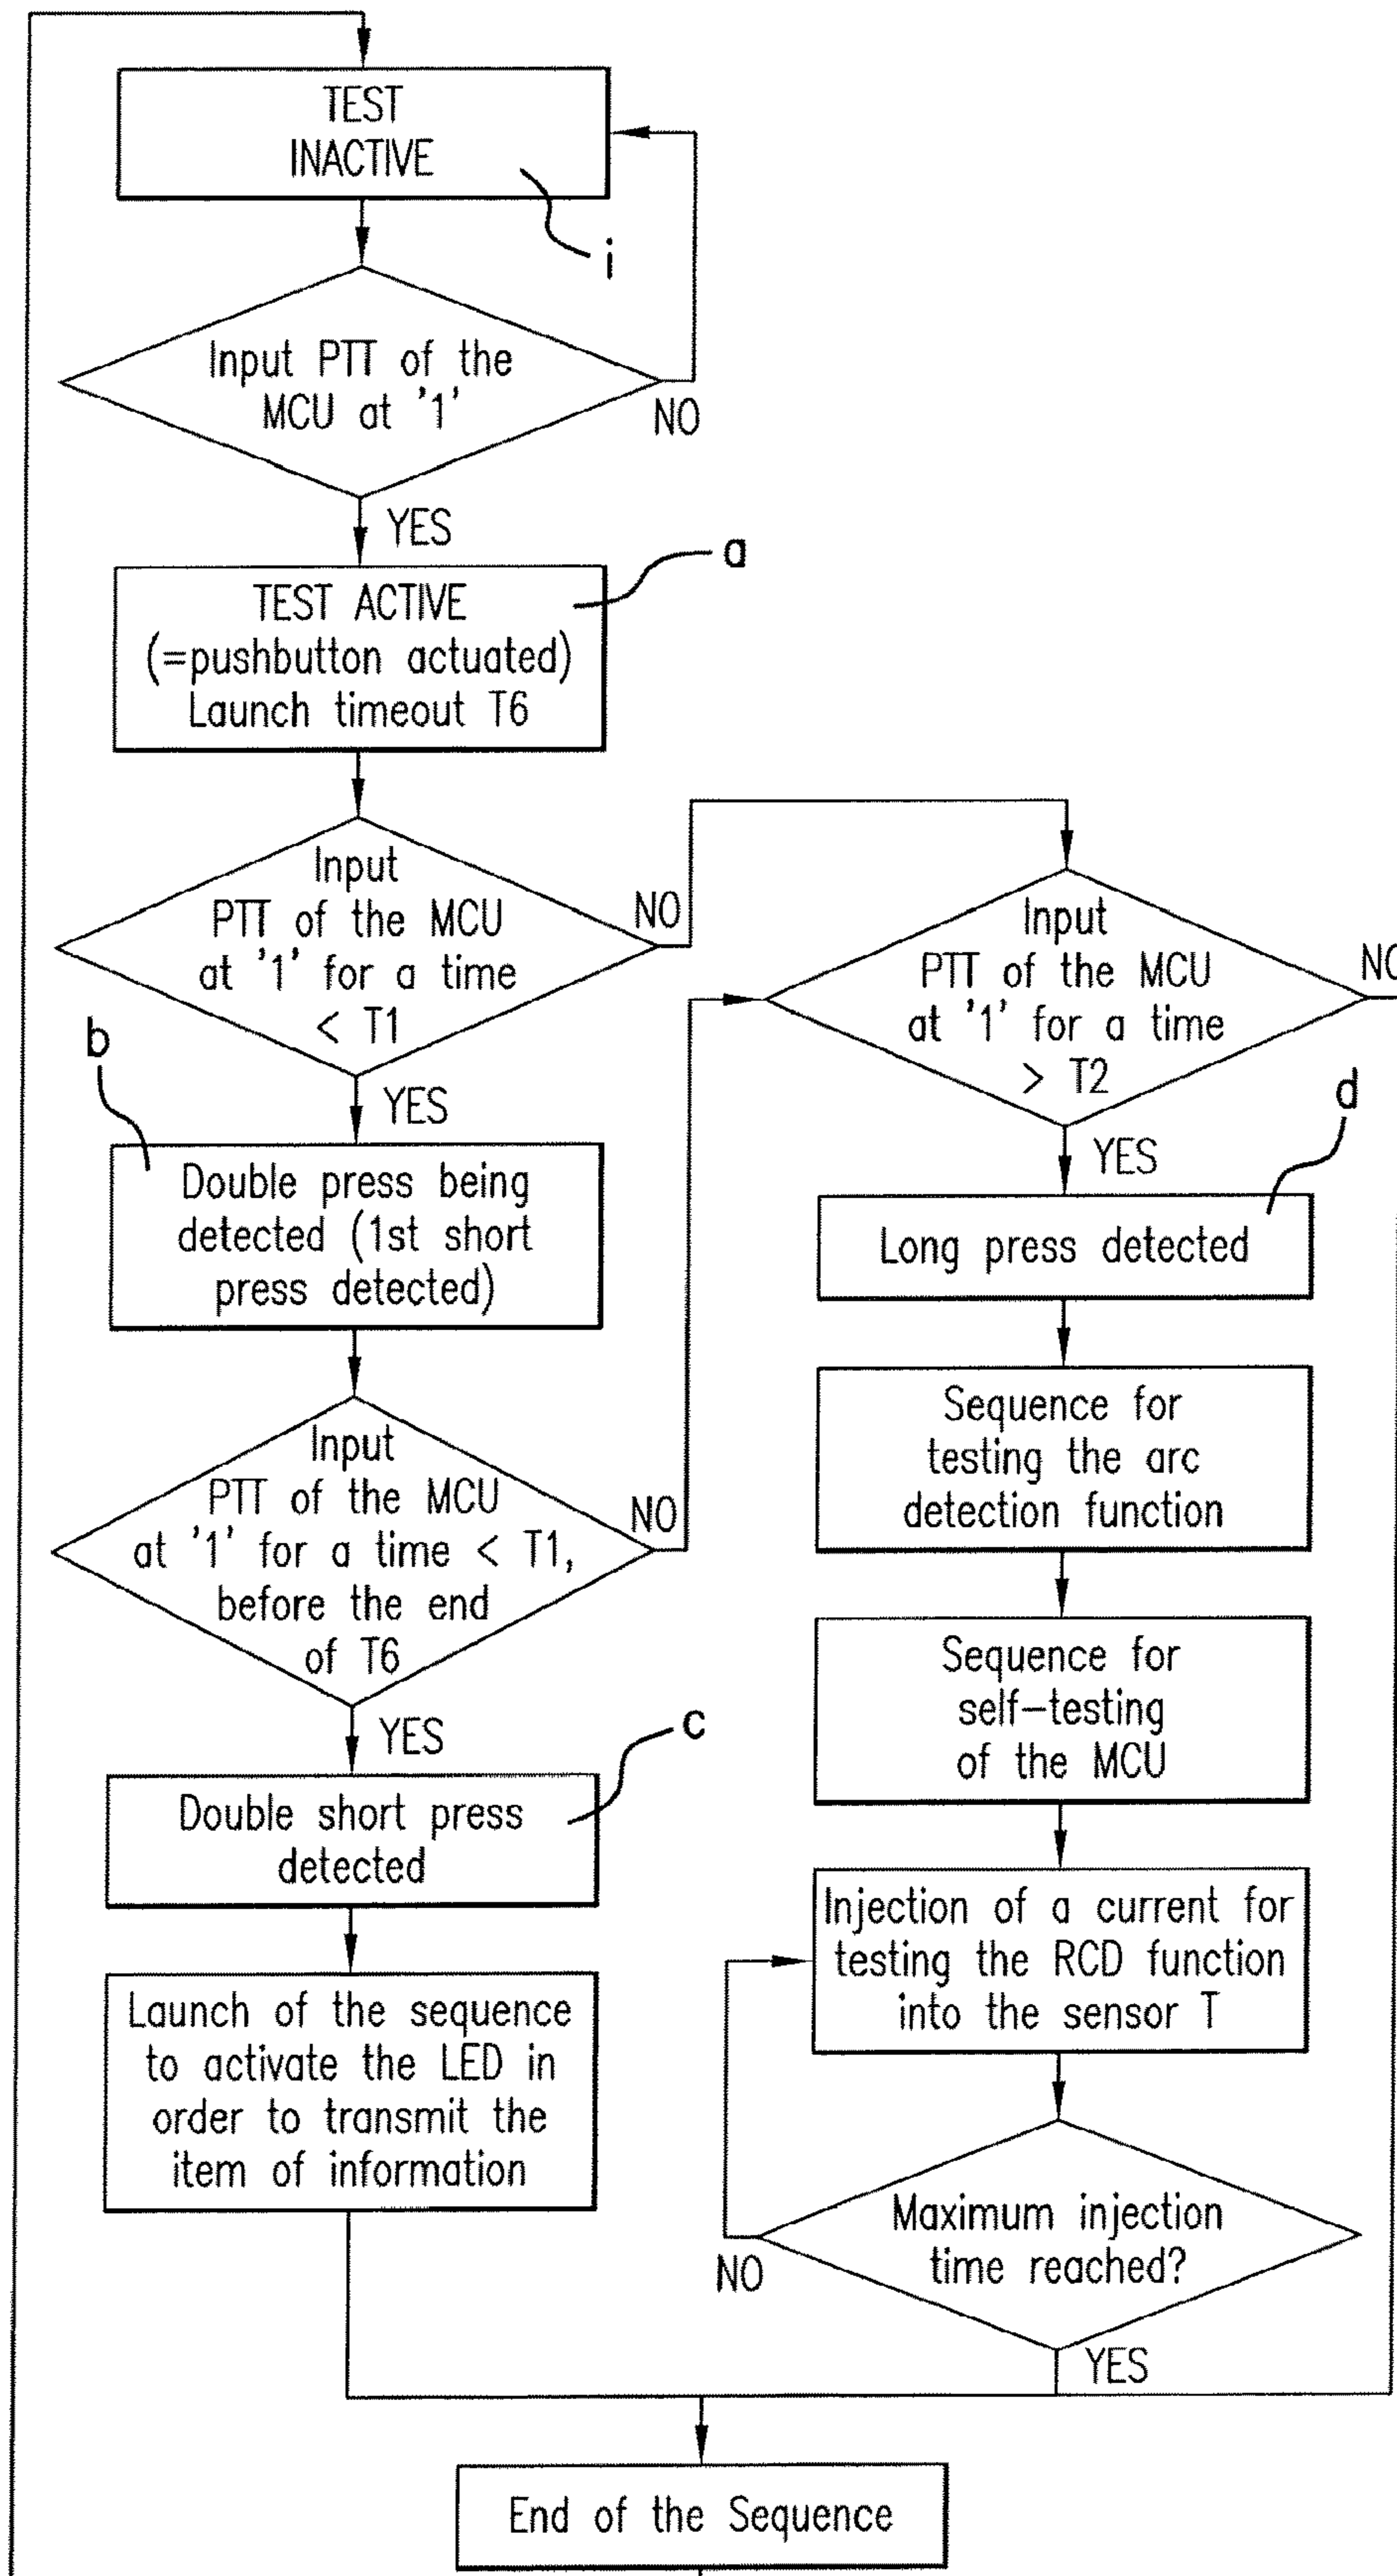 TEST
INACTIVE
i
Input PTT of the
MCU at '1'
NO
YES
a
TEST ACTIVE
(=pushbutton actuated)
Launch timeout T6
Input
PTT of the MCU
at '1' for a time
< T1
NO
YES
Input
PTT of the MCU
at '1' for a time
> T2
NO
YES
b
Double press being
detected (1st short
press detected)
d
Long press detected
Input
PTT of the MCU
at '1' for a time < T1,
before the end
of T6
NO
YES
Sequence for
testing the arc
detection function
Sequence for
self-testing
of the MCU
c
Double short press
detected
Injection of a current for
testing the RCD function
into the sensor T
Launch of the sequence
to activate the LED in
order to transmit the
item of information
Maximum injection
time reached?
NO
YES
End of the Sequence